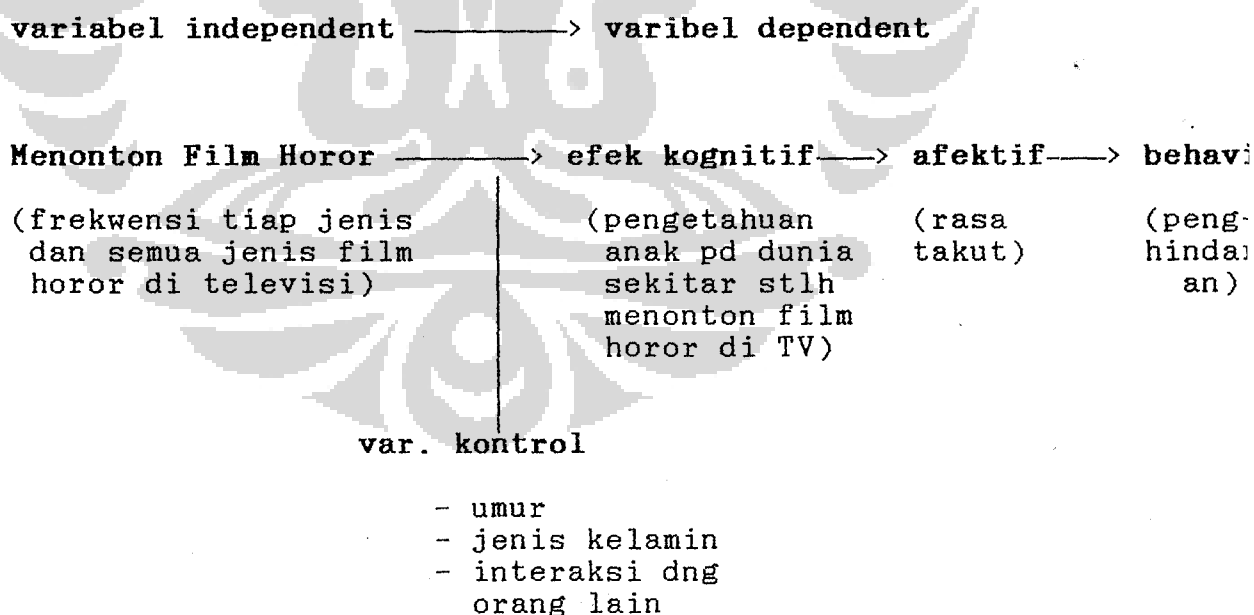 variabel independent ———> varibel dependent
Menonton Film Horor ———> efek kognitif——> afektif——> behavi
(frekwensi tiap jenis (pengetahuan (rasa (peng-
dan semua jenis film anak pd dunia takut) hindar
horor di televisi) sekitar stlh an)
menonton film
horor di TV)
var. kontrol
- umur
- jenis kelamin
- interaksi dng
orang lain